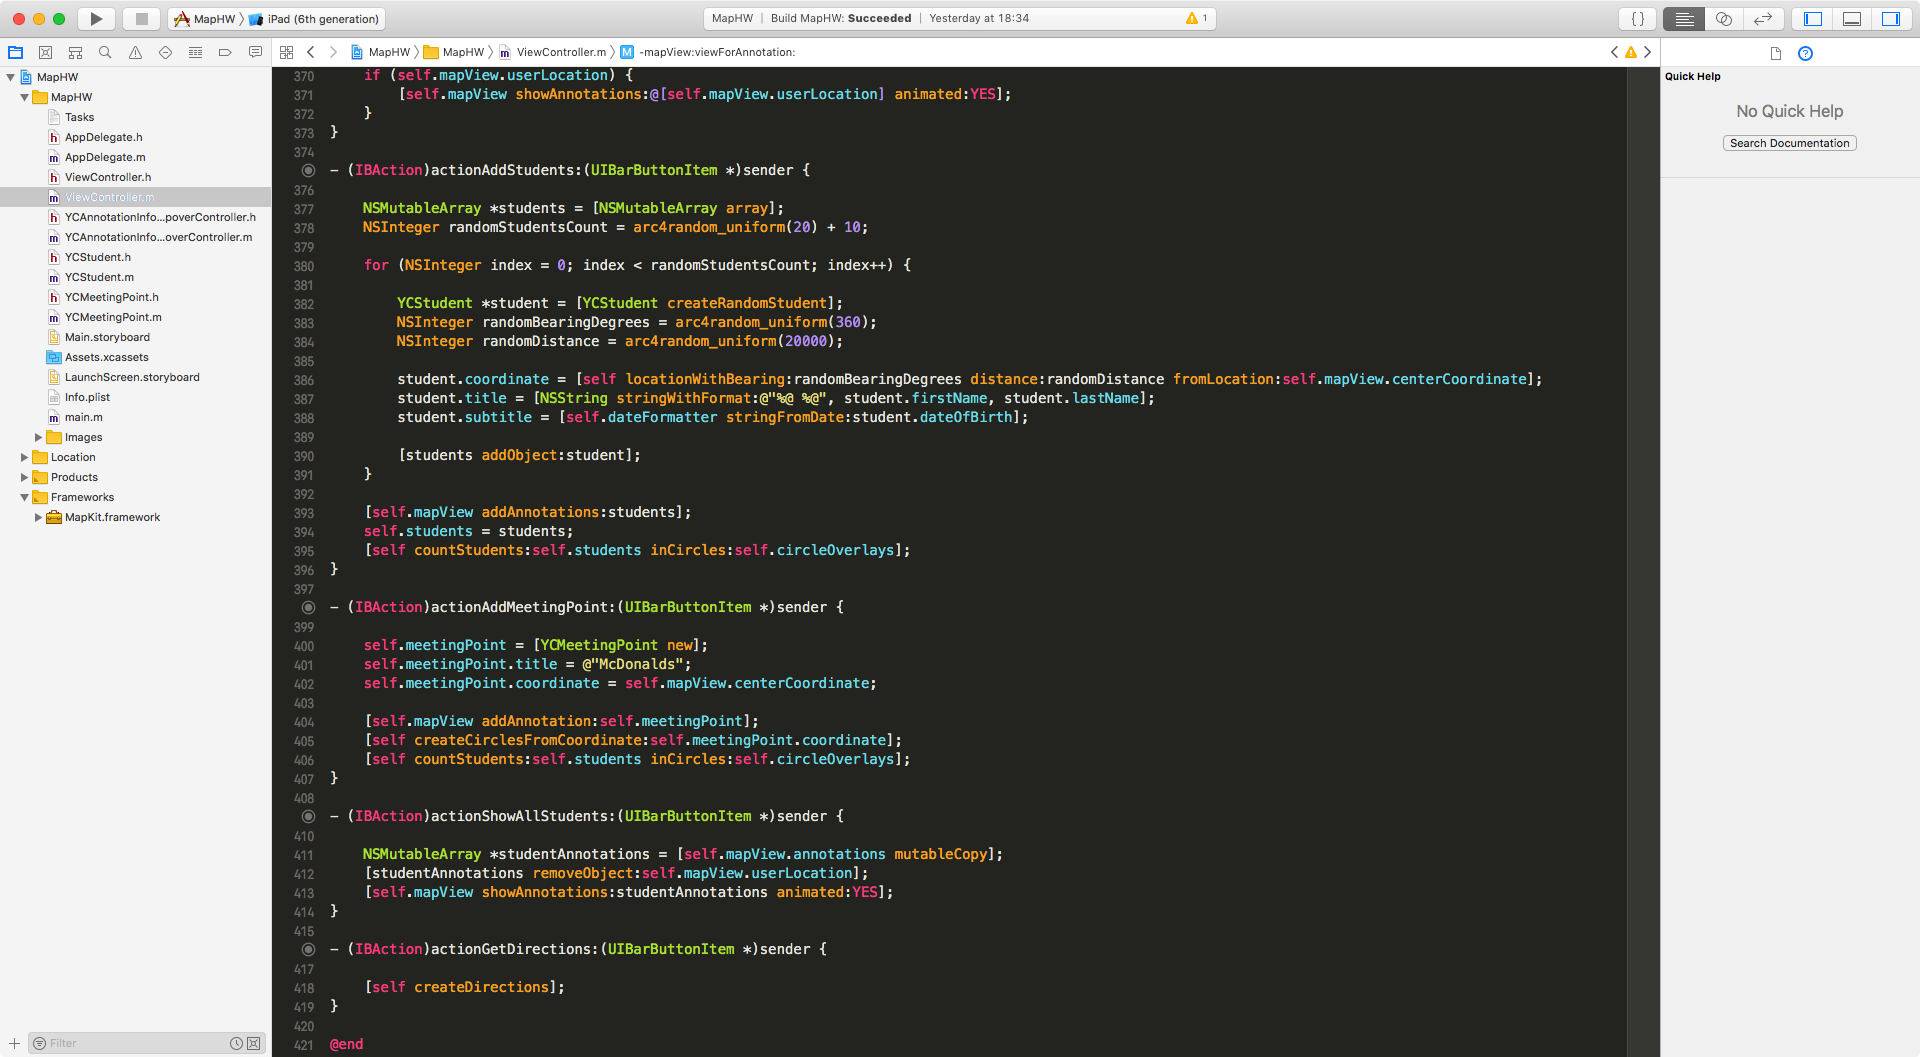 MapHW
iPad (6th generation)
MapHW | Build MapHW: Succeeded | Yesterday at 18:34
1
{}
MapHW
MapHW
ViewController.m
M
-mapView:viewForAnnotation:
MapHW
MapHW
Tasks
AppDelegate.h
AppDelegate.m
ViewController.h
ViewController.m
YCAnnotationInfo...poverController.h
YCAnnotationInfo...overController.m
YCStudent.h
YCStudent.m
YCMeetingPoint.h
YCMeetingPoint.m
Main.storyboard
Assets.xcassets
LaunchScreen.storyboard
Info.plist
main.m
Images
Location
Products
Frameworks
MapKit.framework
Filter
370 if (self.mapView.userLocation) {
371 [self.mapView showAnnotations:@[self.mapView.userLocation] animated:YES];
372 }
373 }
374
- (IBAction)actionAddStudents:(UIBarButtonItem *)sender {
376
377 NSMutableArray *students = [NSMutableArray array];
378 NSInteger randomStudentsCount = arc4random_uniform(20) + 10;
379
380 for (NSInteger index = 0; index < randomStudentsCount; index++) {
381
382 YCStudent *student = [YCStudent createRandomStudent];
383 NSInteger randomBearingDegrees = arc4random_uniform(360);
384 NSInteger randomDistance = arc4random_uniform(20000);
385
386 student.coordinate = [self locationWithBearing:randomBearingDegrees distance:randomDistance fromLocation:self.mapView.centerCoordinate];
387 student.title = [NSString stringWithFormat:@"%@ %@", student.firstName, student.lastName];
388 student.subtitle = [self.dateFormatter stringFromDate:student.dateOfBirth];
389
390 [students addObject:student];
391 }
392
393 [self.mapView addAnnotations:students];
394 self.students = students;
395 [self countStudents:self.students inCircles:self.circleOverlays];
396 }
397
- (IBAction)actionAddMeetingPoint:(UIBarButtonItem *)sender {
399
400 self.meetingPoint = [YCMeetingPoint new];
401 self.meetingPoint.title = @"McDonalds";
402 self.meetingPoint.coordinate = self.mapView.centerCoordinate;
403
404 [self.mapView addAnnotation:self.meetingPoint];
405 [self createCirclesFromCoordinate:self.meetingPoint.coordinate];
406 [self countStudents:self.students inCircles:self.circleOverlays];
407 }
408
- (IBAction)actionShowAllStudents:(UIBarButtonItem *)sender {
410
411 NSMutableArray *studentAnnotations = [self.mapView.annotations mutableCopy];
412 [studentAnnotations removeObject:self.mapView.userLocation];
413 [self.mapView showAnnotations:studentAnnotations animated:YES];
414 }
415
- (IBAction)actionGetDirections:(UIBarButtonItem *)sender {
417
418 [self createDirections];
419 }
420
421 @end
Quick Help
No Quick Help
Search Documentation